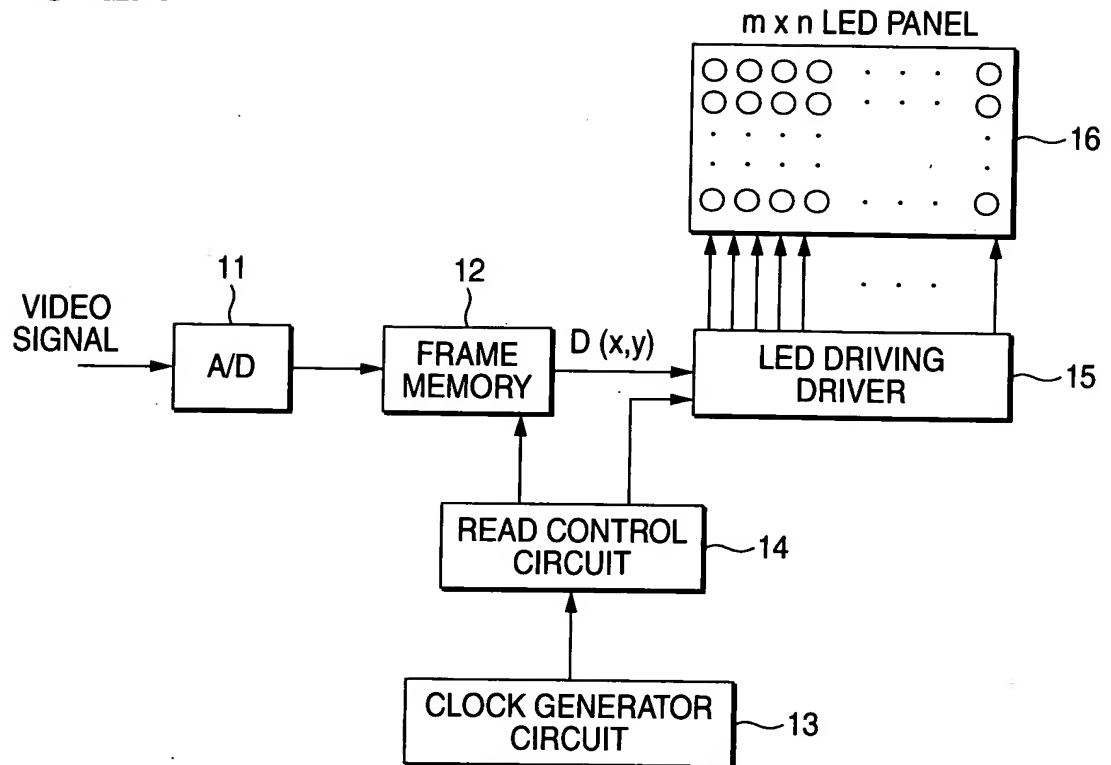 m x n LED PANEL
16
11
12
VIDEO
SIGNAL
A/D
FRAME
MEMORY
D (x,y)
LED DRIVING
DRIVER
15
READ CONTROL
CIRCUIT
14
CLOCK GENERATOR
CIRCUIT
13